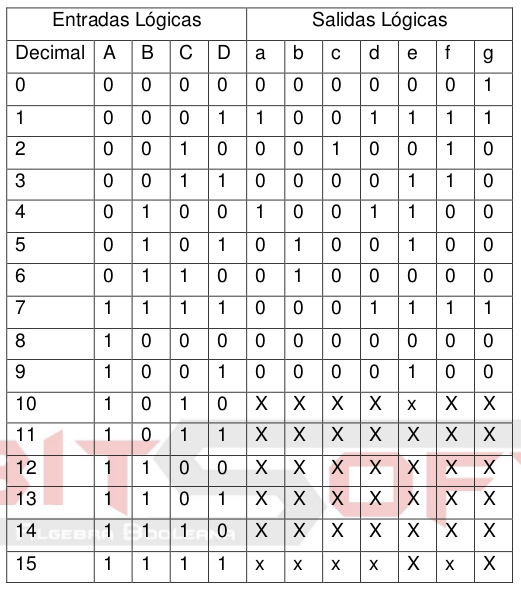 Entradas Lógicas Salidas Lógicas
Decimal A B C D a b c d e f g
0 0 0 0 0 0 0 0 0 0 0 1
1 0 0 0 1 1 0 0 1 1 1 1
2 0 0 1 0 0 0 1 0 0 1 0
3 0 0 1 1 0 0 0 0 1 1 0
4 0 1 0 0 1 0 0 1 1 0 0
5 0 1 0 1 0 1 0 0 1 0 0
6 0 1 1 0 0 1 0 0 0 0 0
7 1 1 1 1 0 0 0 1 1 1 1
8 1 0 0 0 0 0 0 0 0 0 0
9 1 0 0 1 0 0 0 0 1 0 0
10 1 0 1 0 X X X X x X X
11 1 0 1 1 X X X X X X X
12 1 1 0 0 X X X X X X X
13 1 1 0 1 X X X X X X X
14 1 1 1 0 X X X X X X X
15 1 1 1 1 x x x x X x X
BITSOF
ALGEBRA BOOLEANA